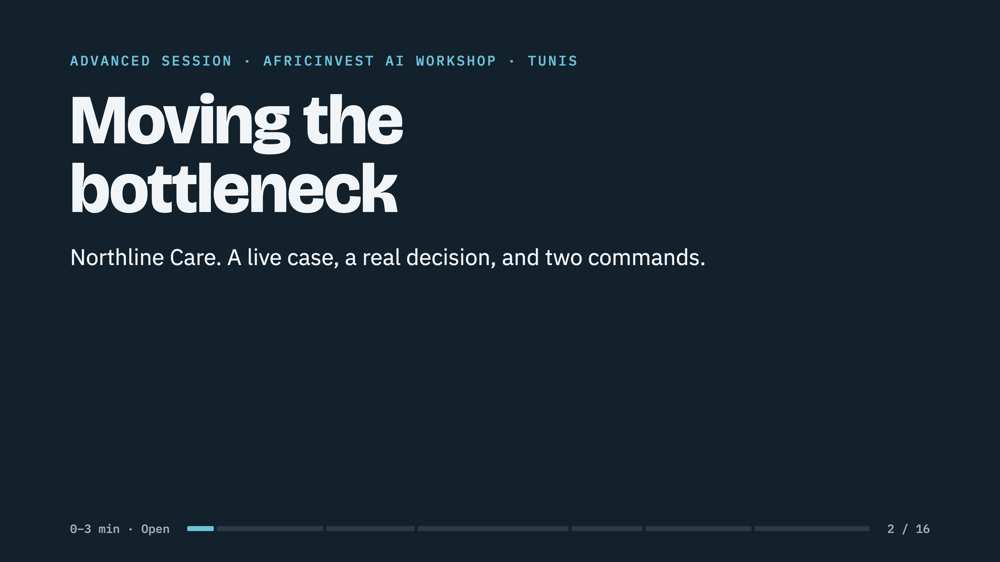 ADVANCED SESSION · AFRICINVEST AI WORKSHOP · TUNIS
Moving the
bottleneck
Northline Care. A live case, a real decision, and two commands.
0–3 min · Open
2 / 16